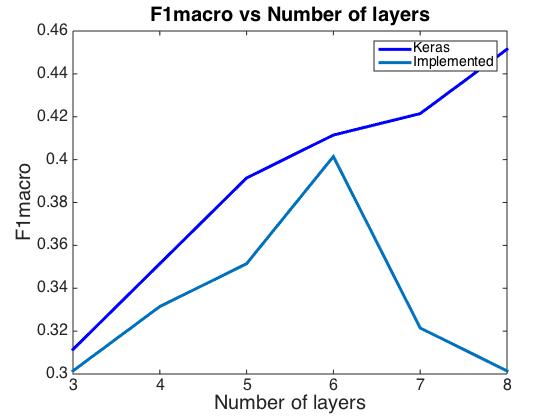 F1macro vs Number of layers
Keras
Implemented
F1macro
0.46
0.44
0.42
0.4
0.38
0.36
0.34
0.32
0.3
3 4 5 6 7 8
Number of layers